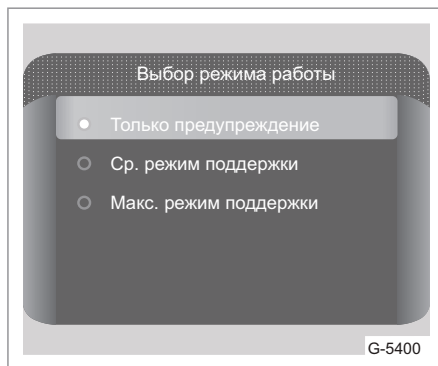 Выбор режима работы
Только предупреждение
Ср. режим поддержки
Макс. режим поддержки
G-5400